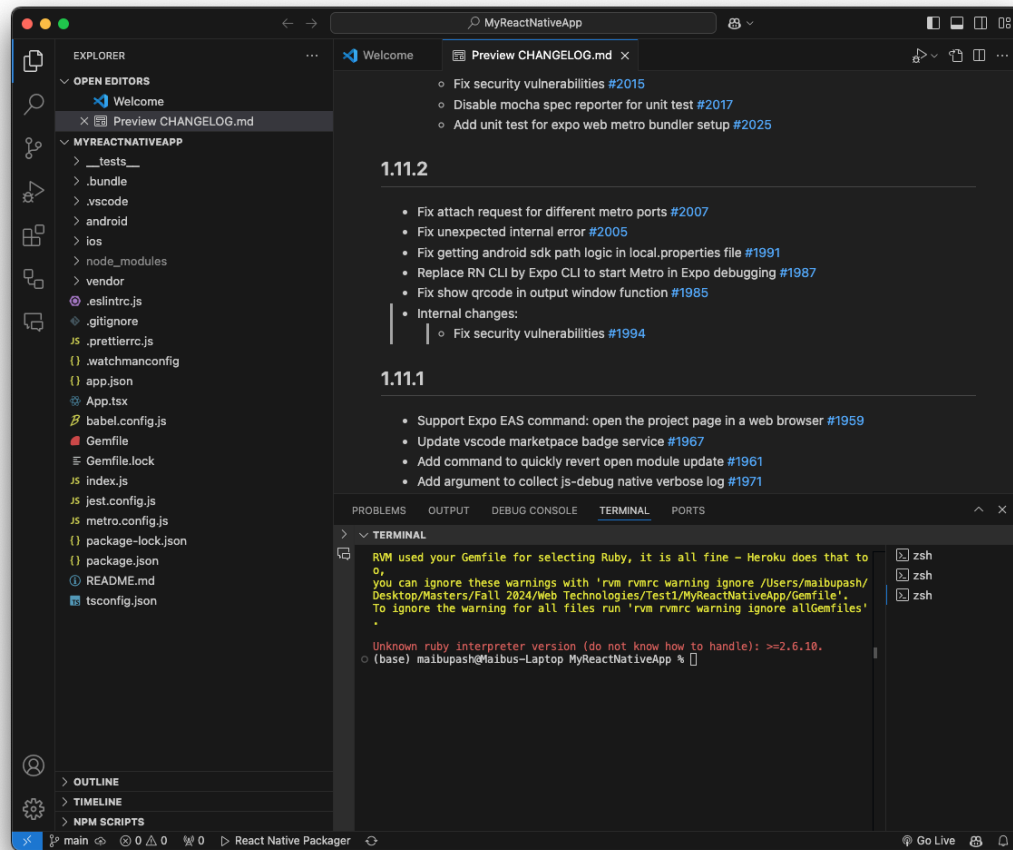 MyReactNativeApp
EXPLORER
OPEN EDITORS
Welcome
Preview CHANGELOG.md
MYREACTNATIVEAPP
__tests__
.bundle
.vscode
android
ios
node_modules
vendor
.eslintrc.js
.gitignore
JS .prettierrc.js
{} .watchmanconfig
{} app.json
App.tsx
babel.config.js
Gemfile
Gemfile.lock
JS index.js
JS jest.config.js
JS metro.config.js
{} package-lock.json
{} package.json
README.md
TS tsconfig.json
OUTLINE
TIMELINE
NPM SCRIPTS
Welcome
Preview CHANGELOG.md
Fix security vulnerabilities #2015
Disable mocha spec reporter for unit test #2017
Add unit test for expo web metro bundler setup #2025
1.11.2
Fix attach request for different metro ports #2007
Fix unexpected internal error #2005
Fix getting android sdk path logic in local.properties file #1991
Replace RN CLI by Expo CLI to start Metro in Expo debugging #1987
Fix show qrcode in output window function #1985
Internal changes:
Fix security vulnerabilities #1994
1.11.1
Support Expo EAS command: open the project page in a web browser #1959
Update vscode marketpace badge service #1967
Add command to quickly revert open module update #1961
Add argument to collect js-debug native verbose log #1971
PROBLEMS OUTPUT DEBUG CONSOLE TERMINAL PORTS
TERMINAL
RVM used your Gemfile for selecting Ruby, it is all fine - Heroku does that to
o,
you can ignore these warnings with 'rvm rvmrc warning ignore /Users/maibupash/
Desktop/Masters/Fall 2024/Web Technologies/Test1/MyReactNativeApp/Gemfile'.
To ignore the warning for all files run 'rvm rvmrc warning ignore allGemfiles'
.
Unknown ruby interpreter version (do not know how to handle): >=2.6.10.
(base) maibupash@Maibus-Laptop MyReactNativeApp %
zsh
zsh
zsh
main 0 0 0 React Native Packager Go Live